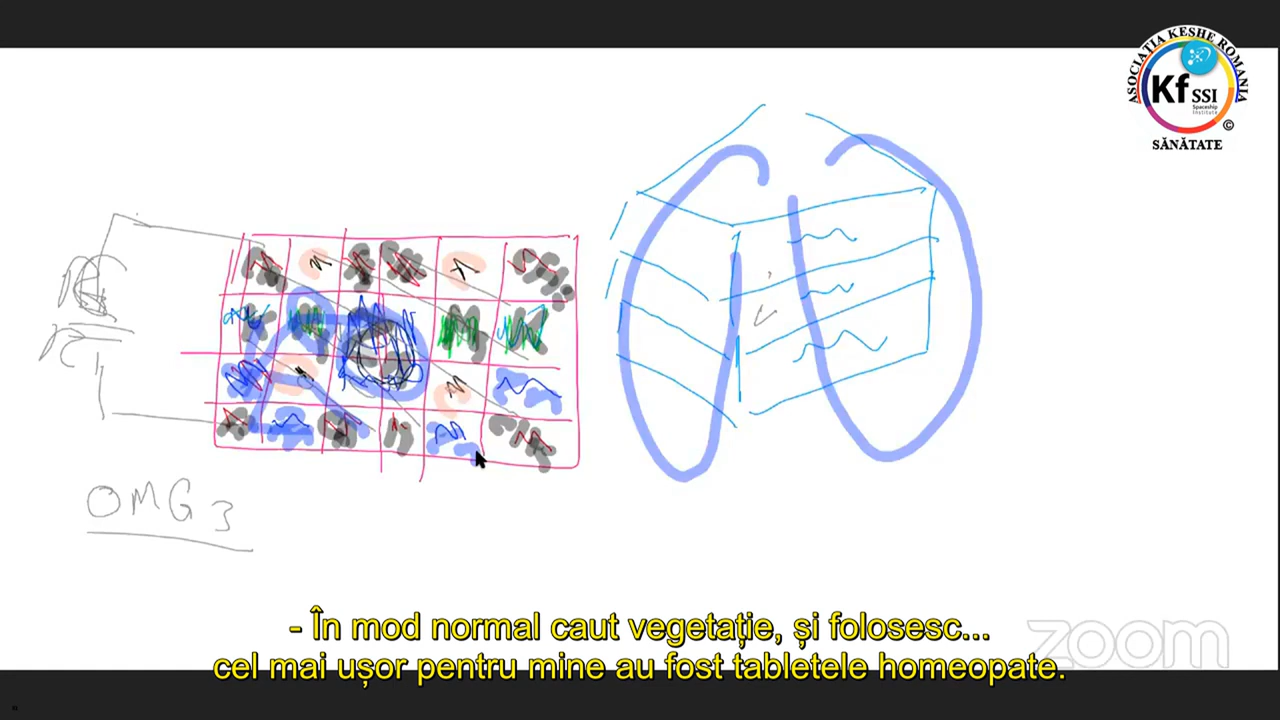 ASOCIAȚIA KESHE ROMANIA
Kf SSI
Spaceship
Institute
©
SĂNĂTATE
OMG 3
- În mod normal caut vegetație, și folosesc...
cel mai ușor pentru mine au fost tabletele homeopate.
zoom